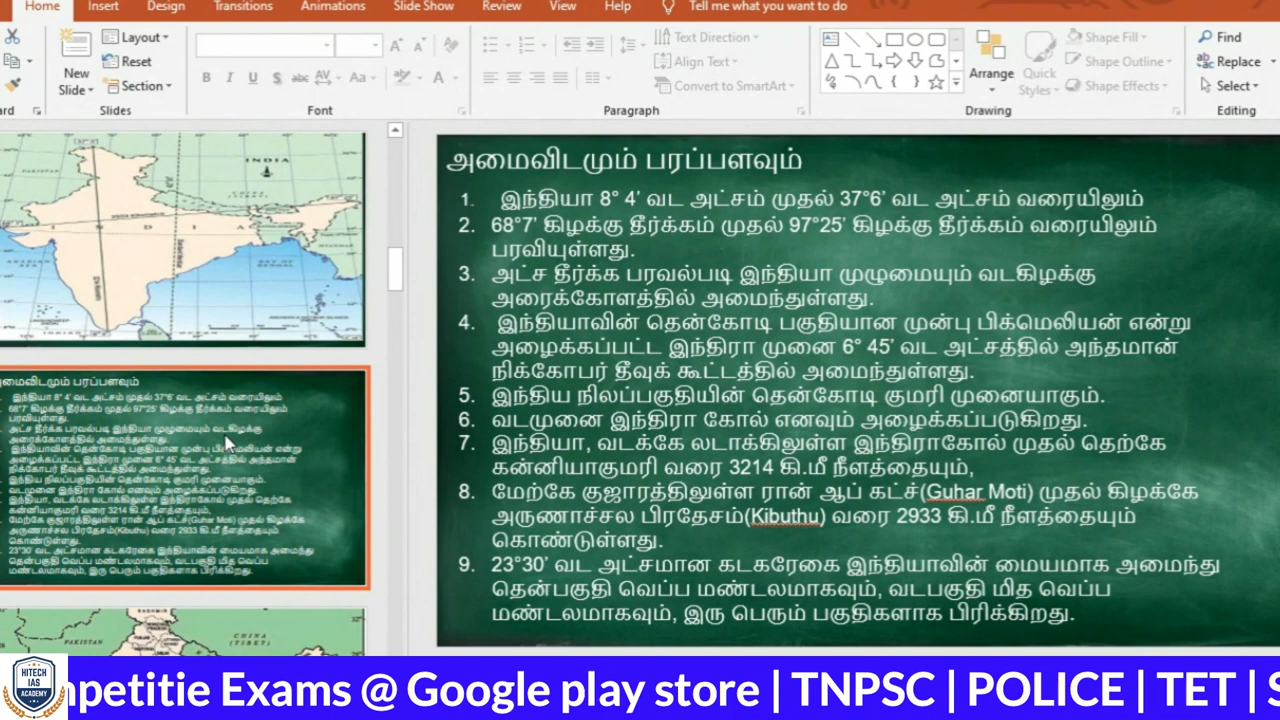 Home Insert Design Transitions Animations Slide Show Review View Help Tell me what you want to do
Layout
Reset
Section
New
Slide
Text Direction
Align Text
Convert to SmartArt
Arrange
Quick
Styles
Shape Fill
Shape Outline
Shape Effects
Find
Replace
Select
ard Slides Font Paragraph Drawing Editing
INDIA
அமைவிடமும் பரப்பளவும்
1. இந்தியா 8° 4’ வட அட்சம் முதல் 37°6’ வட அட்சம் வரையிலும்
2. 68°7’ கிழக்கு தீர்க்கம் முதல் 97°25’ கிழக்கு தீர்க்கம் வரையிலும்
பரவியுள்ளது.
3. அட்ச தீர்க்க பரவல்படி இந்தியா முழுமையும் வடகிழக்கு
அரைக்கோளத்தில் அமைந்துள்ளது.
4. இந்தியாவின் தென்கோடி பகுதியான முன்பு பிக்மெலியன் என்று
அழைக்கப்பட்ட இந்திரா முனை 6° 45’ வட அட்சத்தில் அந்தமான்
நிக்கோபர் தீவுக் கூட்டத்தில் அமைந்துள்ளது.
5. இந்திய நிலப்பகுதியின் தென்கோடி குமரி முனையாகும்.
6. வடமுனை இந்திரா கோல் எனவும் அழைக்கப்படுகிறது.
7. இந்தியா, வடக்கே லடாக்கிலுள்ள இந்திராகோல் முதல் தெற்கே
கன்னியாகுமரி வரை 3214 கி.மீ நீளத்தையும்,
8. மேற்கே குஜராத்திலுள்ள ரான் ஆப் கட்ச்(Guhar Moti) முதல் கிழக்கே
அருணாச்சல பிரதேசம்(Kibuthu) வரை 2933 கி.மீ நீளத்தையும்
கொண்டுள்ளது.
9. 23°30’ வட அட்சமான கடகரேகை இந்தியாவின் மையமாக அமைந்து
தென்பகுதி வெப்ப மண்டலமாகவும், வடபகுதி மித வெப்ப
மண்டலமாகவும், இரு பெரும் பகுதிகளாக பிரிக்கிறது.
PAKISTAN
CHINA
(TIBET)
HITECH
IAS
ACADEMY
mpetitie Exams @ Google play store | TNPSC | POLICE | TET | S